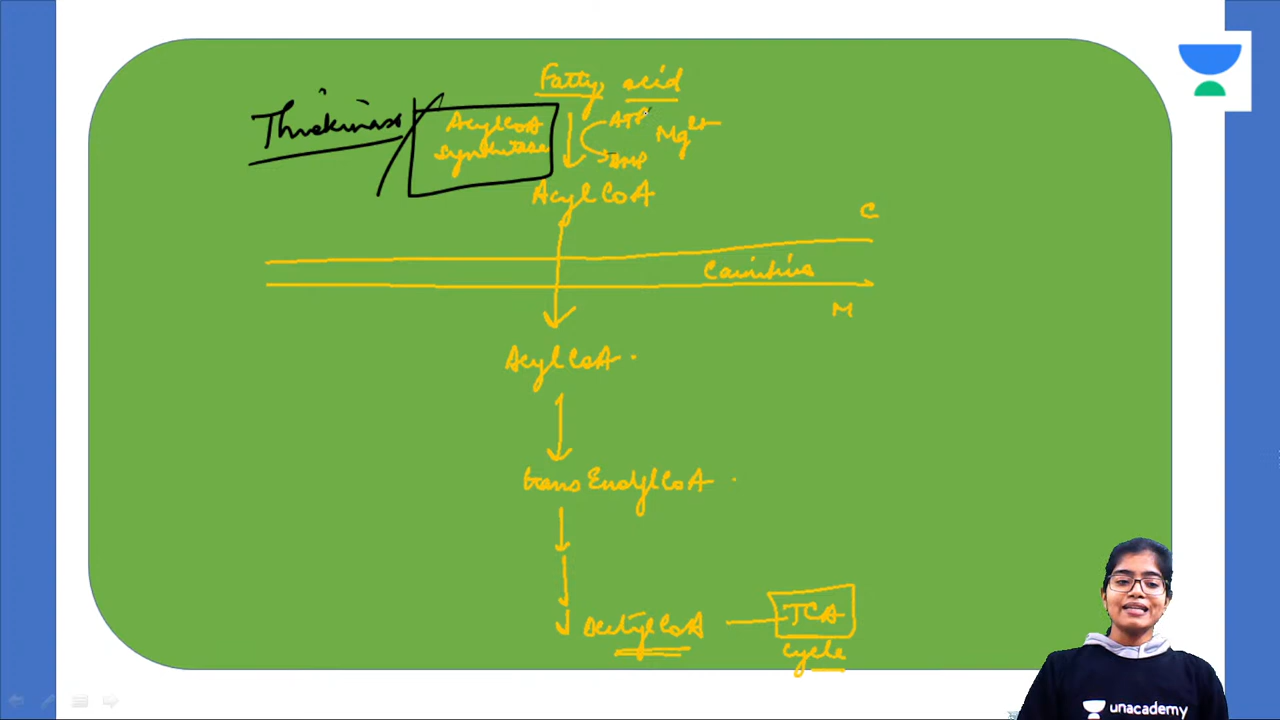 Fatty acid
Thiokinase
Acyl CoA
synthetase
ATP
Mg2+
AMP
Acyl CoA
C
Carnitine
M
Acyl CoA
trans Enoyl CoA
Acetyl CoA
TCA
cycle
unacademy